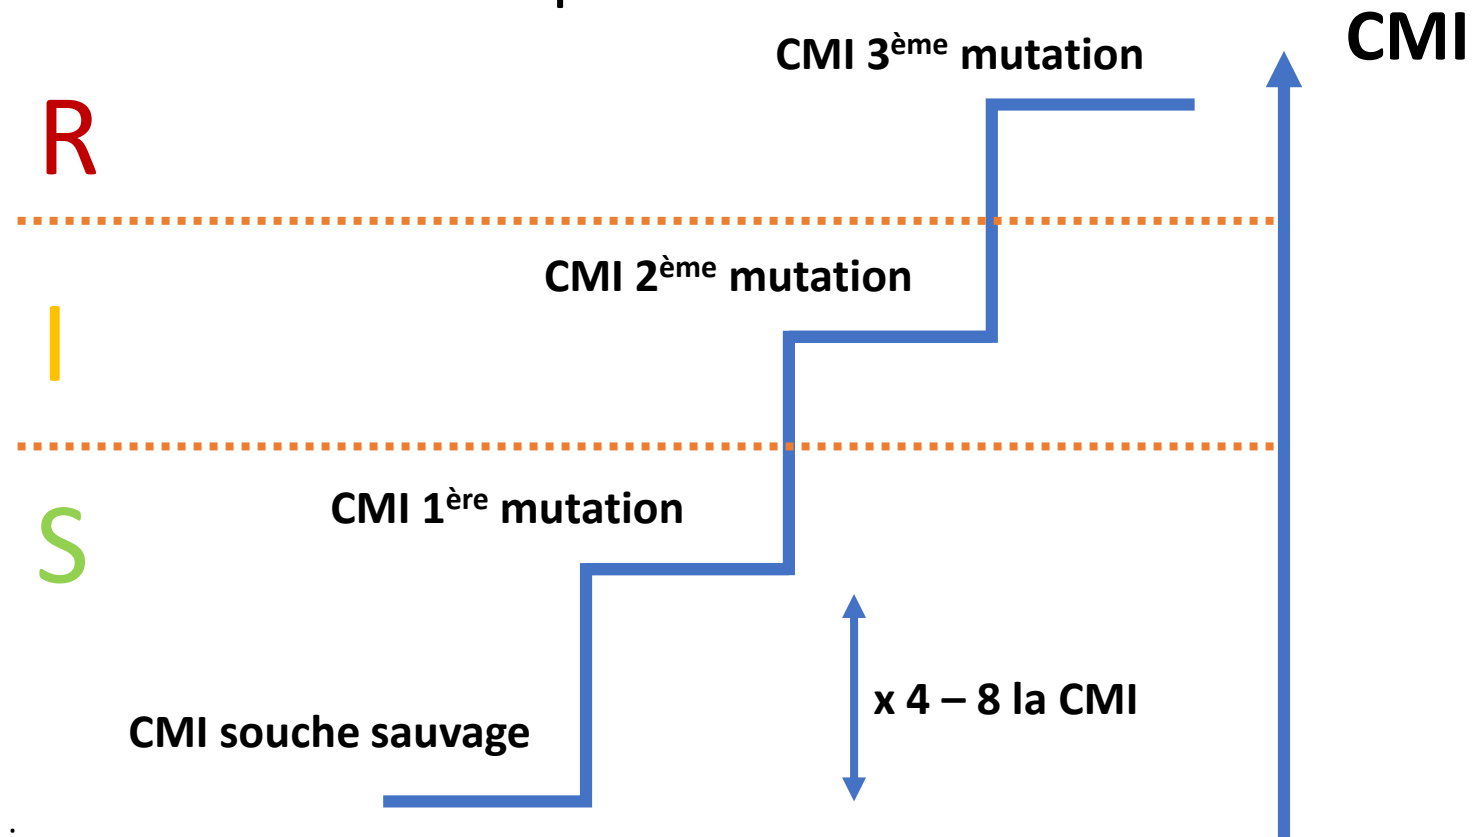 CMI
CMI 3ème mutation
R
CMI 2ème mutation
I
CMI 1ère mutation
S
x 4 – 8 la CMI
CMI souche sauvage
.